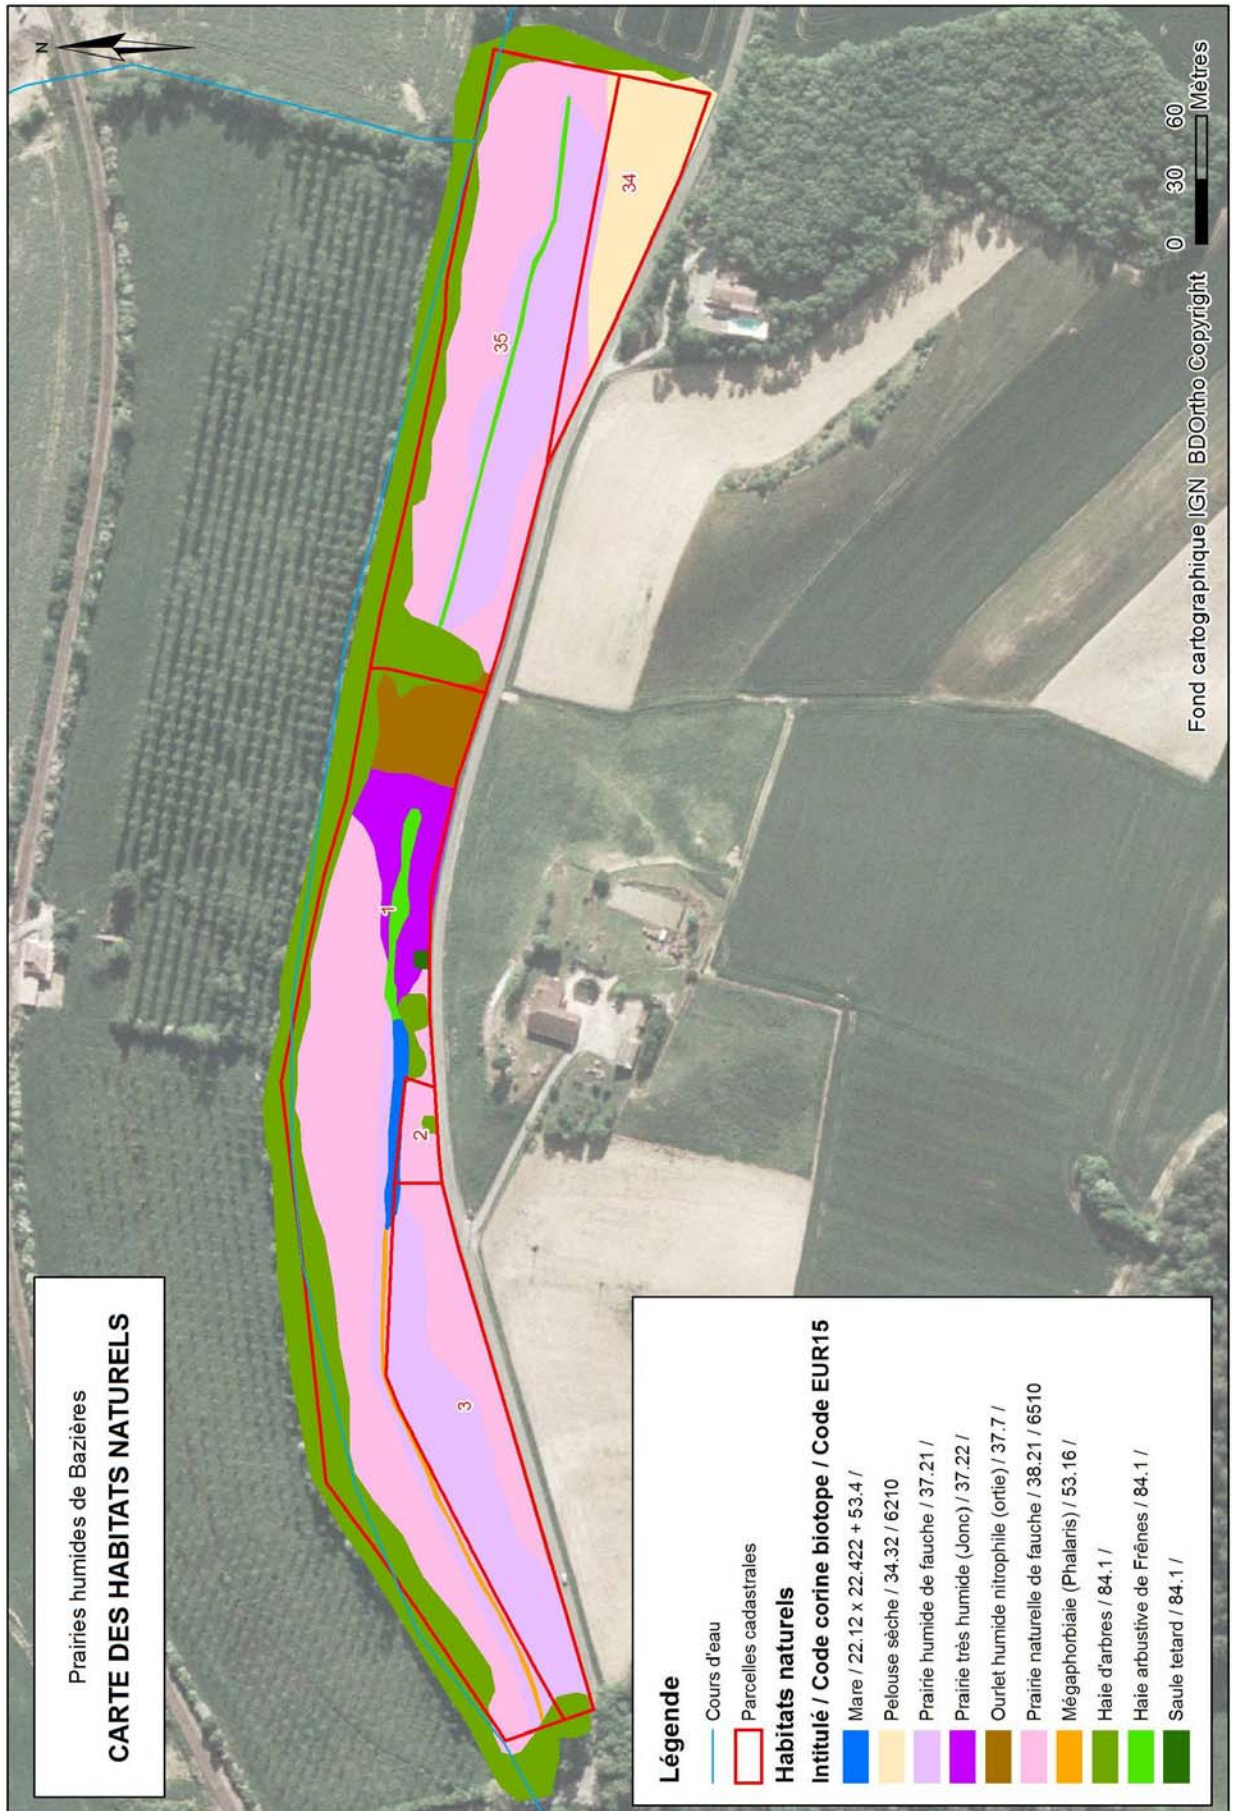 Prairies humides de Bazières
CARTE DES HABITATS NATURELS
N
35
34
1
2
3
Légende
Cours d'eau
Parcelles cadastrales
Habitats naturels
Intitulé / Code corine biotope / Code EUR15
Mare / 22.12 x 22.422 + 53.4 /
Pelouse sèche / 34.32 / 6210
Prairie humide de fauche / 37.21 /
Prairie très humide (Jonc) / 37.22 /
Ourlet humide nitrophile (ortie) / 37.7 /
Prairie naturelle de fauche / 38.21 / 6510
Mégaphorbiaie (Phalaris) / 53.16 /
Haie d'arbres / 84.1 /
Haie arbustive de Frênes / 84.1 /
Saule tetard / 84.1 /
0 30 60
Mètres
Fond cartographique IGN BDOrtho Copyright